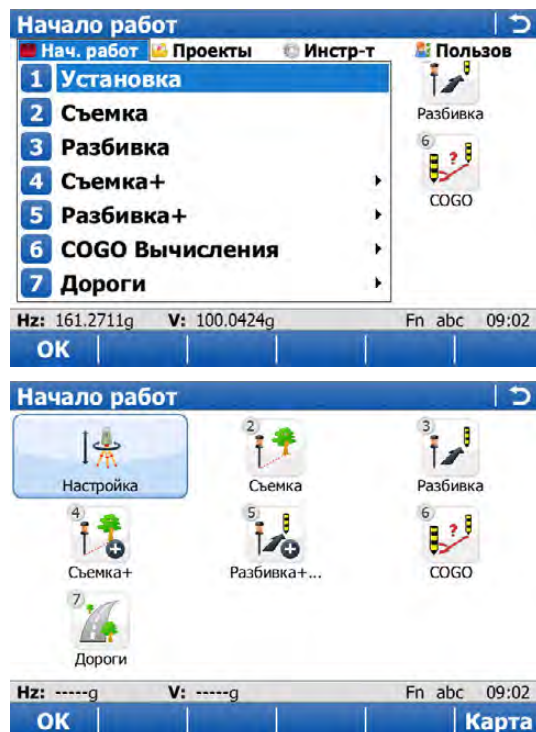 Начало работ
Нач. работ Проекты Инстр-т Пользов
1 Установка
2 Съемка
3 Разбивка
4 Съемка+
5 Разбивка+
6 COGO Вычисления
7 Дороги
Разбивка
6
?
COGO
Hz: 161.2711g V: 100.0424g Fn abc 09:02
OK
Начало работ
2 3
Настройка Съемка Разбивка
4 5 6
?
Съемка+ Разбивка+... COGO
7
Дороги
Hz: -----g V: -----g Fn abc 09:02
OK Карта